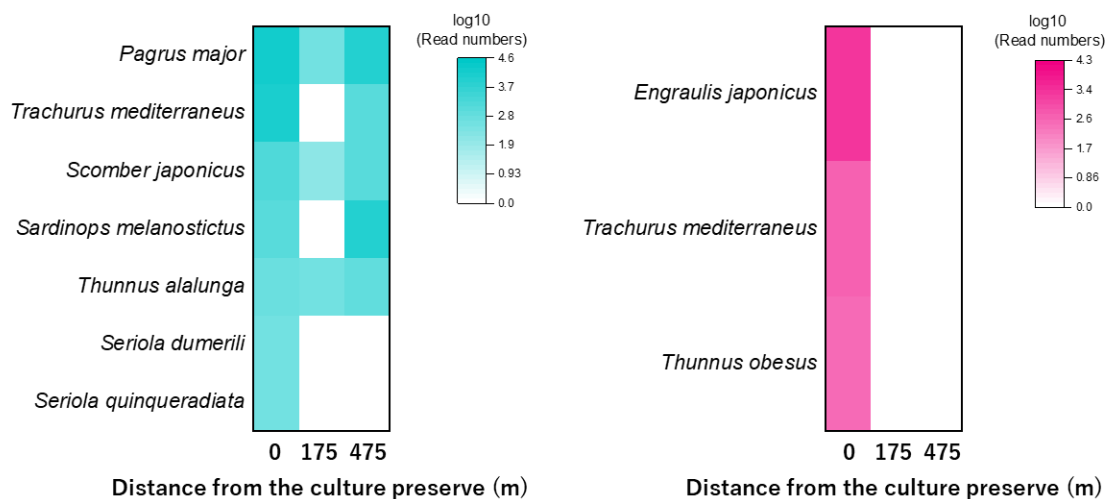 log10
(Read numbers)
4.6
3.7
2.8
1.9
0.93
0.0
Pagrus major
Trachurus mediterraneus
Scomber japonicus
Sardinops melanostictus
Thunnus alalunga
Seriola dumerili
Seriola quinqueradiata
0 175 475
Distance from the culture preserve (m)
log10
(Read numbers)
4.3
3.4
2.6
1.7
0.86
0.0
Engraulis japonicus
Trachurus mediterraneus
Thunnus obesus
0 175 475
Distance from the culture preserve (m)